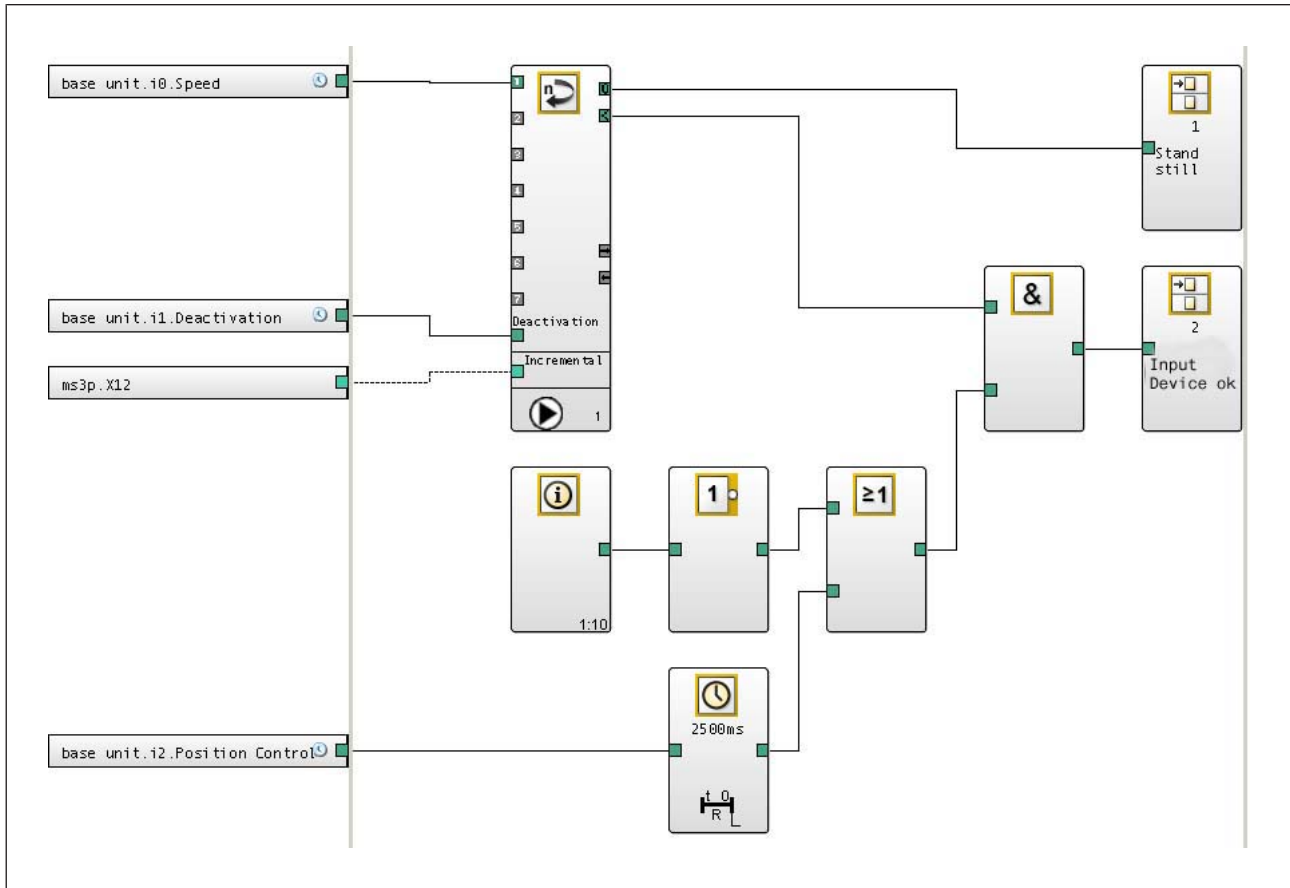 base unit.i0.Speed
1
n
0
2
3
4
5
6
7
Deactivation
Incremental
1
1
Stand
still
base unit.i1.Deactivation
ms3p.X12
&
2
Input
Device ok
i
1:10
1
≥1
2500ms
t 0
R
base unit.i2.Position Control